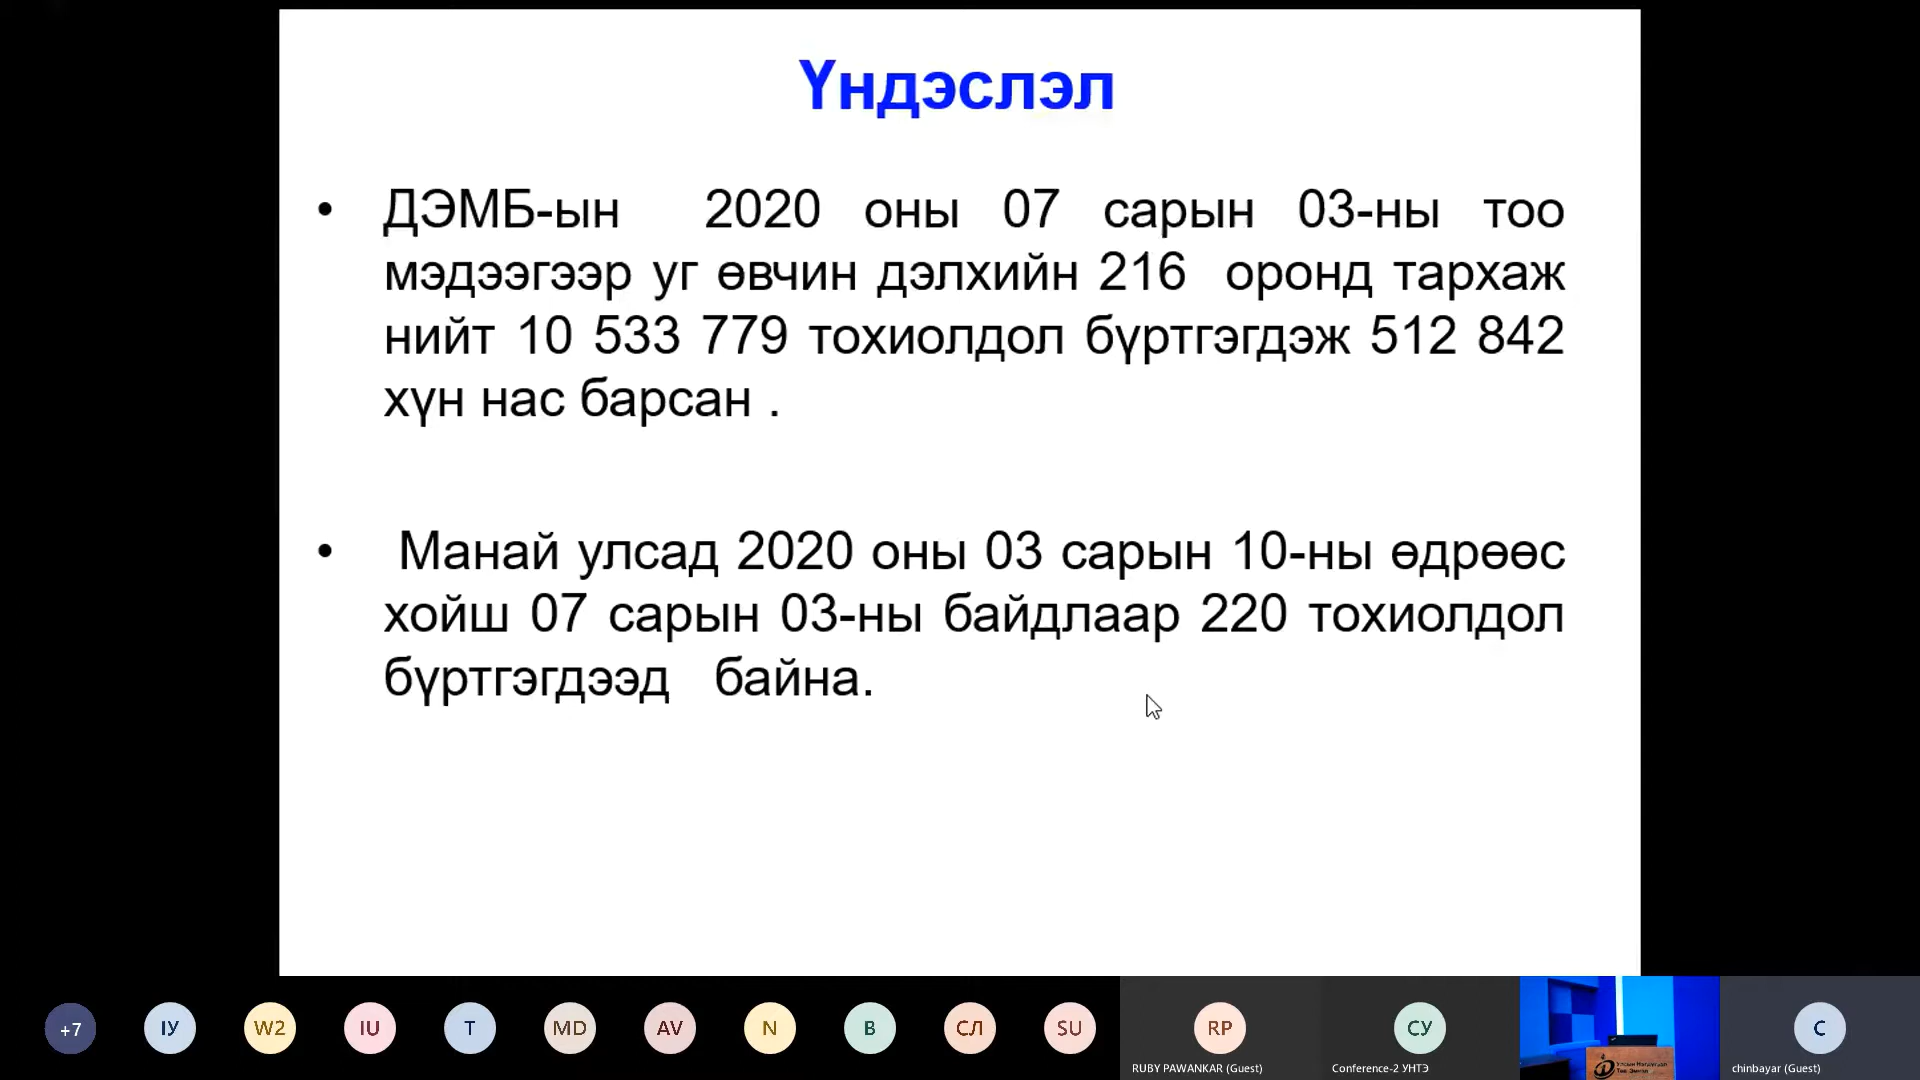 Үндэслэл
• ДЭМБ-ын 2020 оны 07 сарын 03-ны тоо
мэдээгээр уг өвчин дэлхийн 216 оронд тархаж
нийт 10 533 779 тохиолдол бүртгэгдэж 512 842
хүн нас барсан .
• Манай улсад 2020 оны 03 сарын 10-ны өдрөөс
хойш 07 сарын 03-ны байдлаар 220 тохиолдол
бүртгэгдээд байна.
+7 ІУ W2 IU T MD AV N B СЛ SU RP СУ C
RUBY PAWANKAR (Guest) Conference-2 УНТЭ chinbayar (Guest)